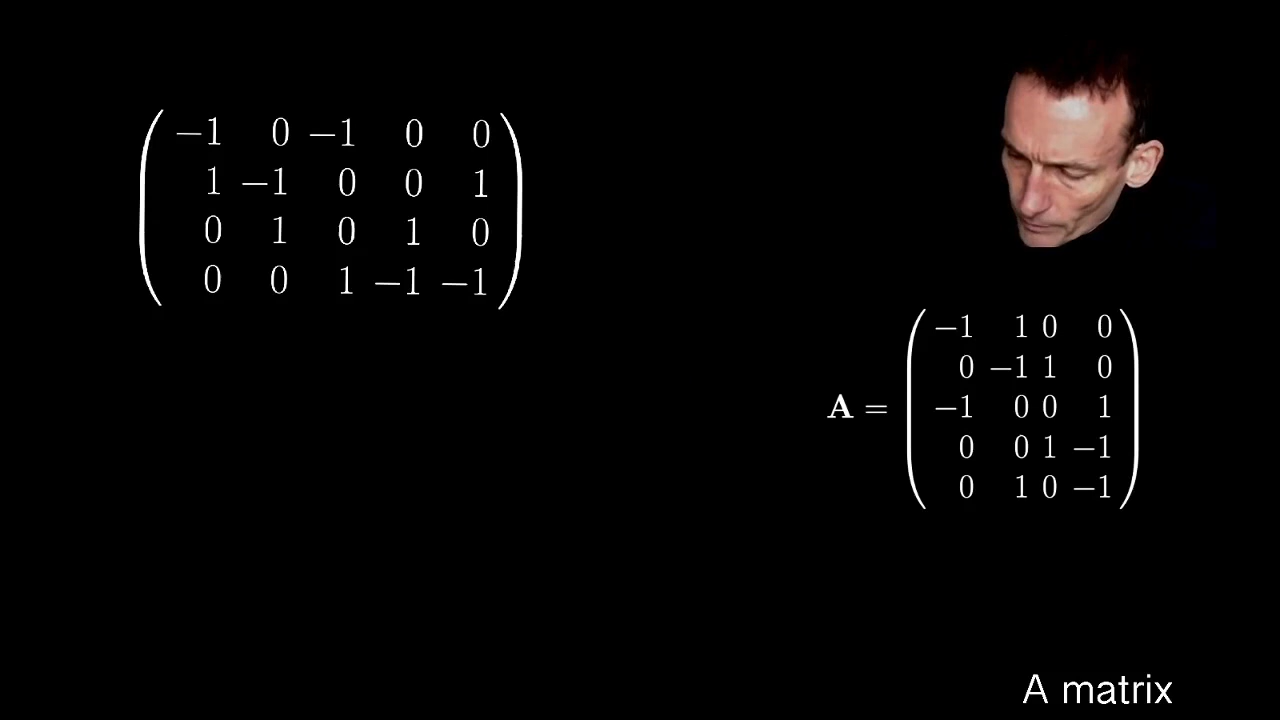 −1 0 −1 0 0
1 −1 0 0 1
0 1 0 1 0
0 0 1 −1 −1
A =
−1 1 0 0
0 −1 1 0
−1 0 0 1
0 0 1 −1
0 1 0 −1
A matrix